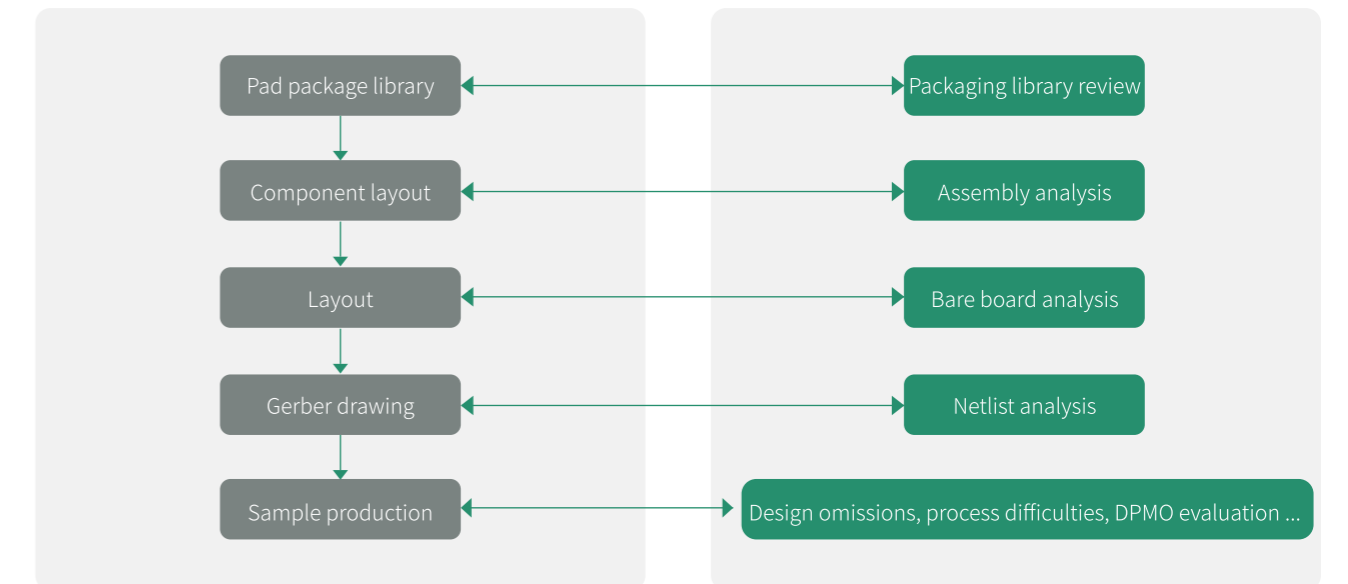 Pad package library
Packaging library review
Component layout
Assembly analysis
Layout
Bare board analysis
Gerber drawing
Netlist analysis
Sample production
Design omissions, process difficulties, DPMO evaluation ...